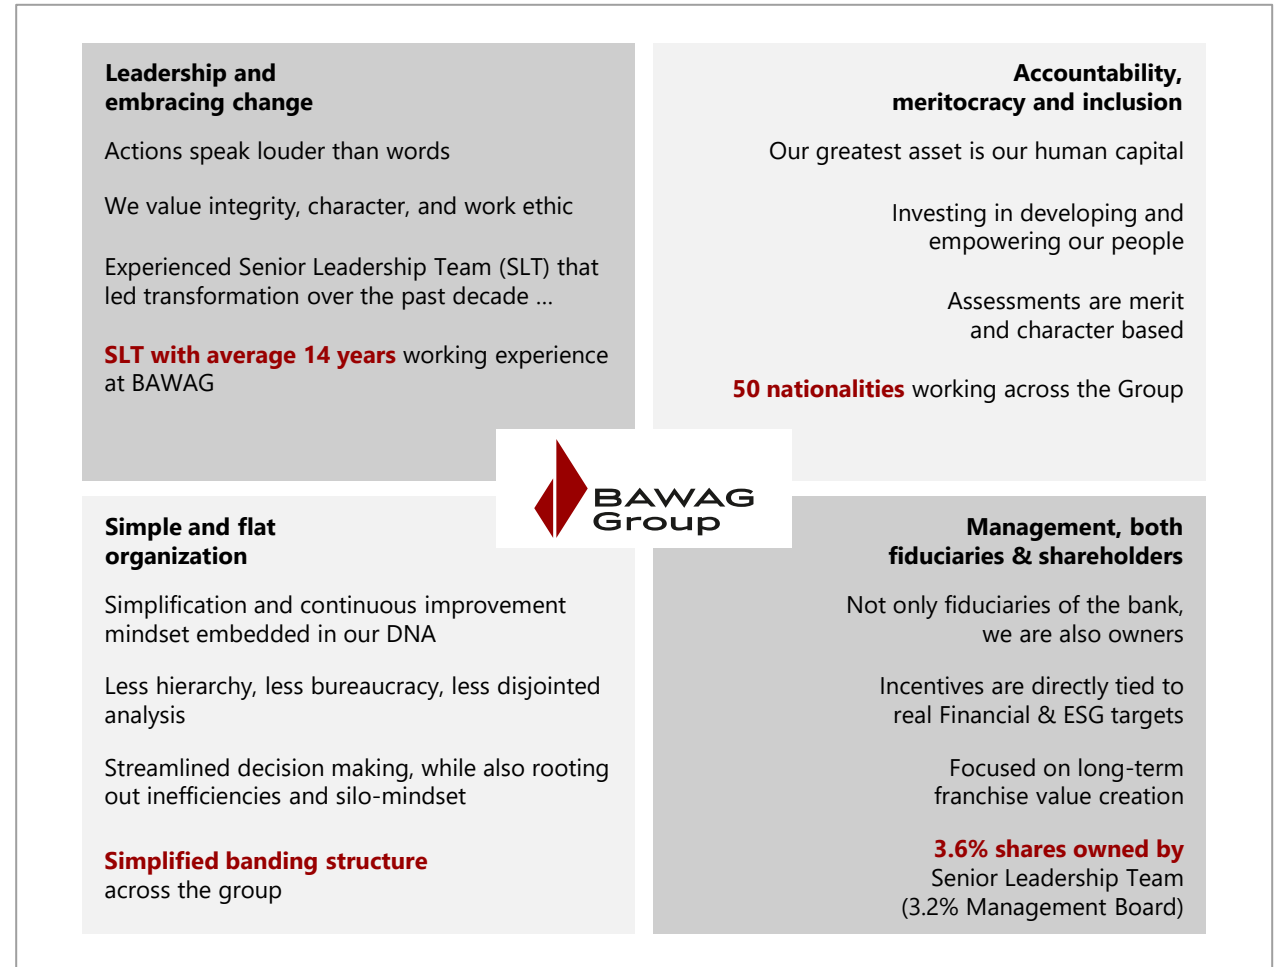 Leadership and
embracing change
Actions speak louder than words
We value integrity, character, and work ethic
Experienced Senior Leadership Team (SLT) that
led transformation over the past decade ...
SLT with average 14 years working experience
at BAWAG
Accountability,
meritocracy and inclusion
Our greatest asset is our human capital
Investing in developing and
empowering our people
Assessments are merit
and character based
50 nationalities working across the Group
BAWAG
Group
Simple and flat
organization
Simplification and continuous improvement
mindset embedded in our DNA
Less hierarchy, less bureaucracy, less disjointed
analysis
Streamlined decision making, while also rooting
out inefficiencies and silo-mindset
Simplified banding structure
across the group
Management, both
fiduciaries & shareholders
Not only fiduciaries of the bank,
we are also owners
Incentives are directly tied to
real Financial & ESG targets
Focused on long-term
franchise value creation
3.6% shares owned by
Senior Leadership Team
(3.2% Management Board)